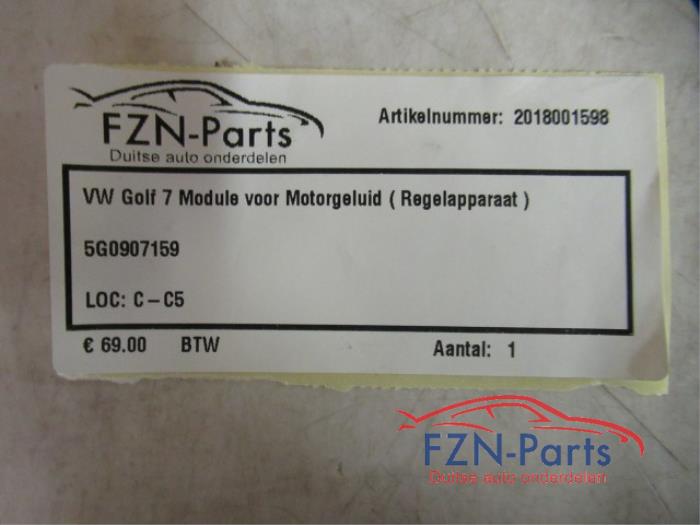 FZN-Parts
Duitse auto onderdelen
Artikelnummer: 2018001598
VW Golf 7 Module voor Motorgeluid ( Regelapparaat )
5G0907159
LOC: C – C5
€ 69.00 BTW Aantal: 1
FZN-Parts
Duitse auto onderdelen